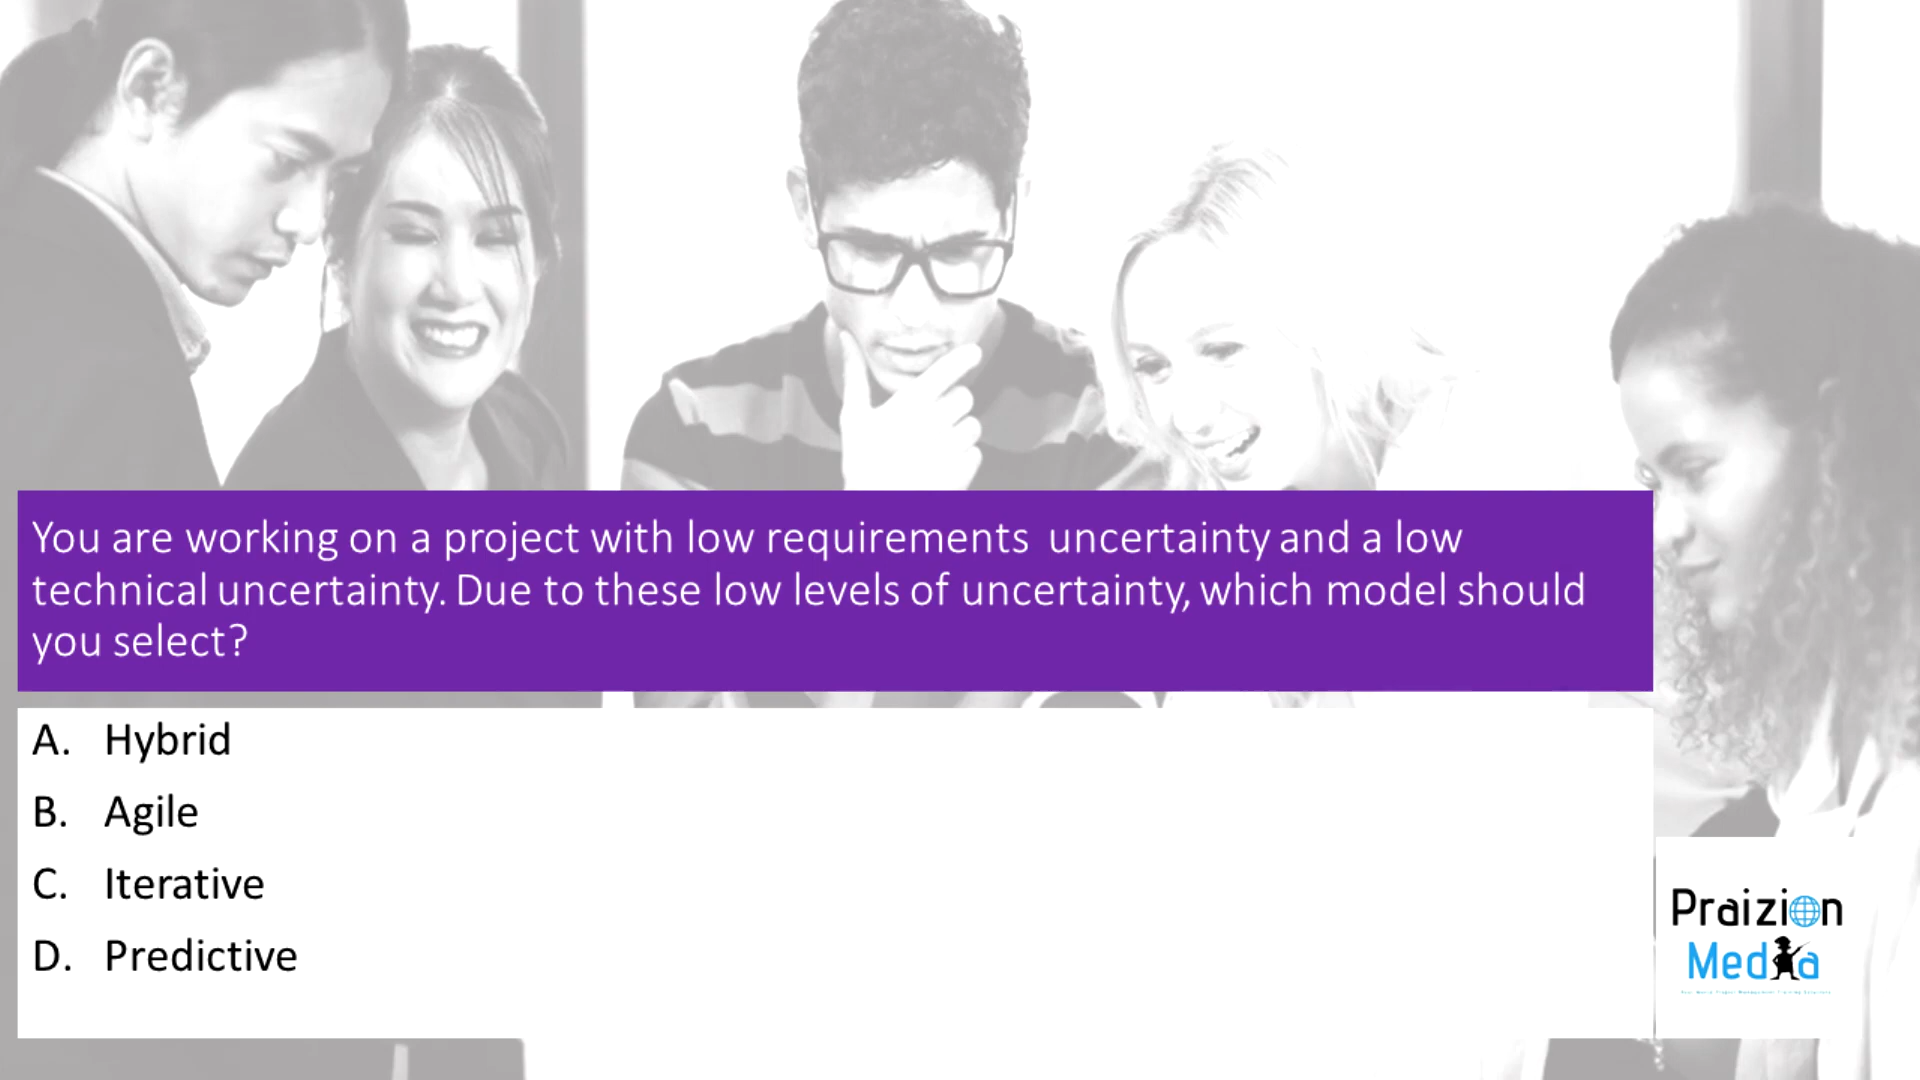 You are working on a project with low requirements uncertainty and a low
technical uncertainty. Due to these low levels of uncertainty, which model should
you select?
A. Hybrid
B. Agile
C. Iterative
D. Predictive
Praizion
Media